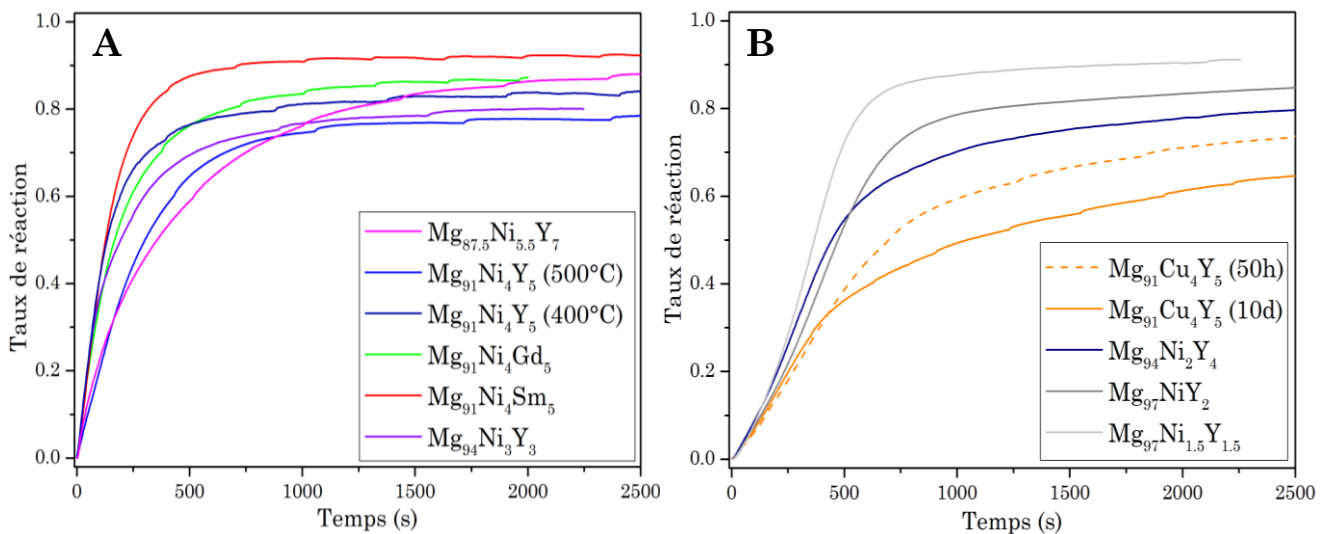 A
Taux de réaction
1.0
0.8
0.6
0.4
0.2
0.0
Mg87.5Ni5.5Y7
Mg91Ni4Y5 (500°C)
Mg91Ni4Y5 (400°C)
Mg91Ni4Gd5
Mg91Ni4Sm5
Mg94Ni3Y3
0 500 1000 1500 2000 2500
Temps (s)
B
Taux de réaction
1.0
0.8
0.6
0.4
0.2
0.0
Mg91Cu4Y5 (50h)
Mg91Cu4Y5 (10d)
Mg94Ni2Y4
Mg97NiY2
Mg97Ni1.5Y1.5
0 500 1000 1500 2000 2500
Temps (s)